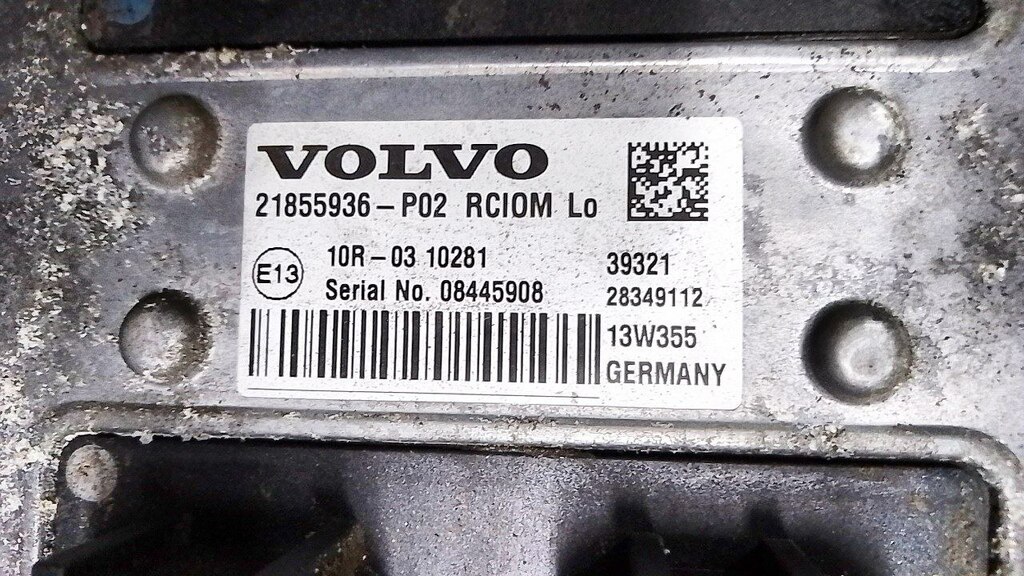 VOLVO
21855936-P02 RCIOM Lo
E13
10R-03 10281
Serial No. 08445908
39321
28349112
13W355
GERMANY